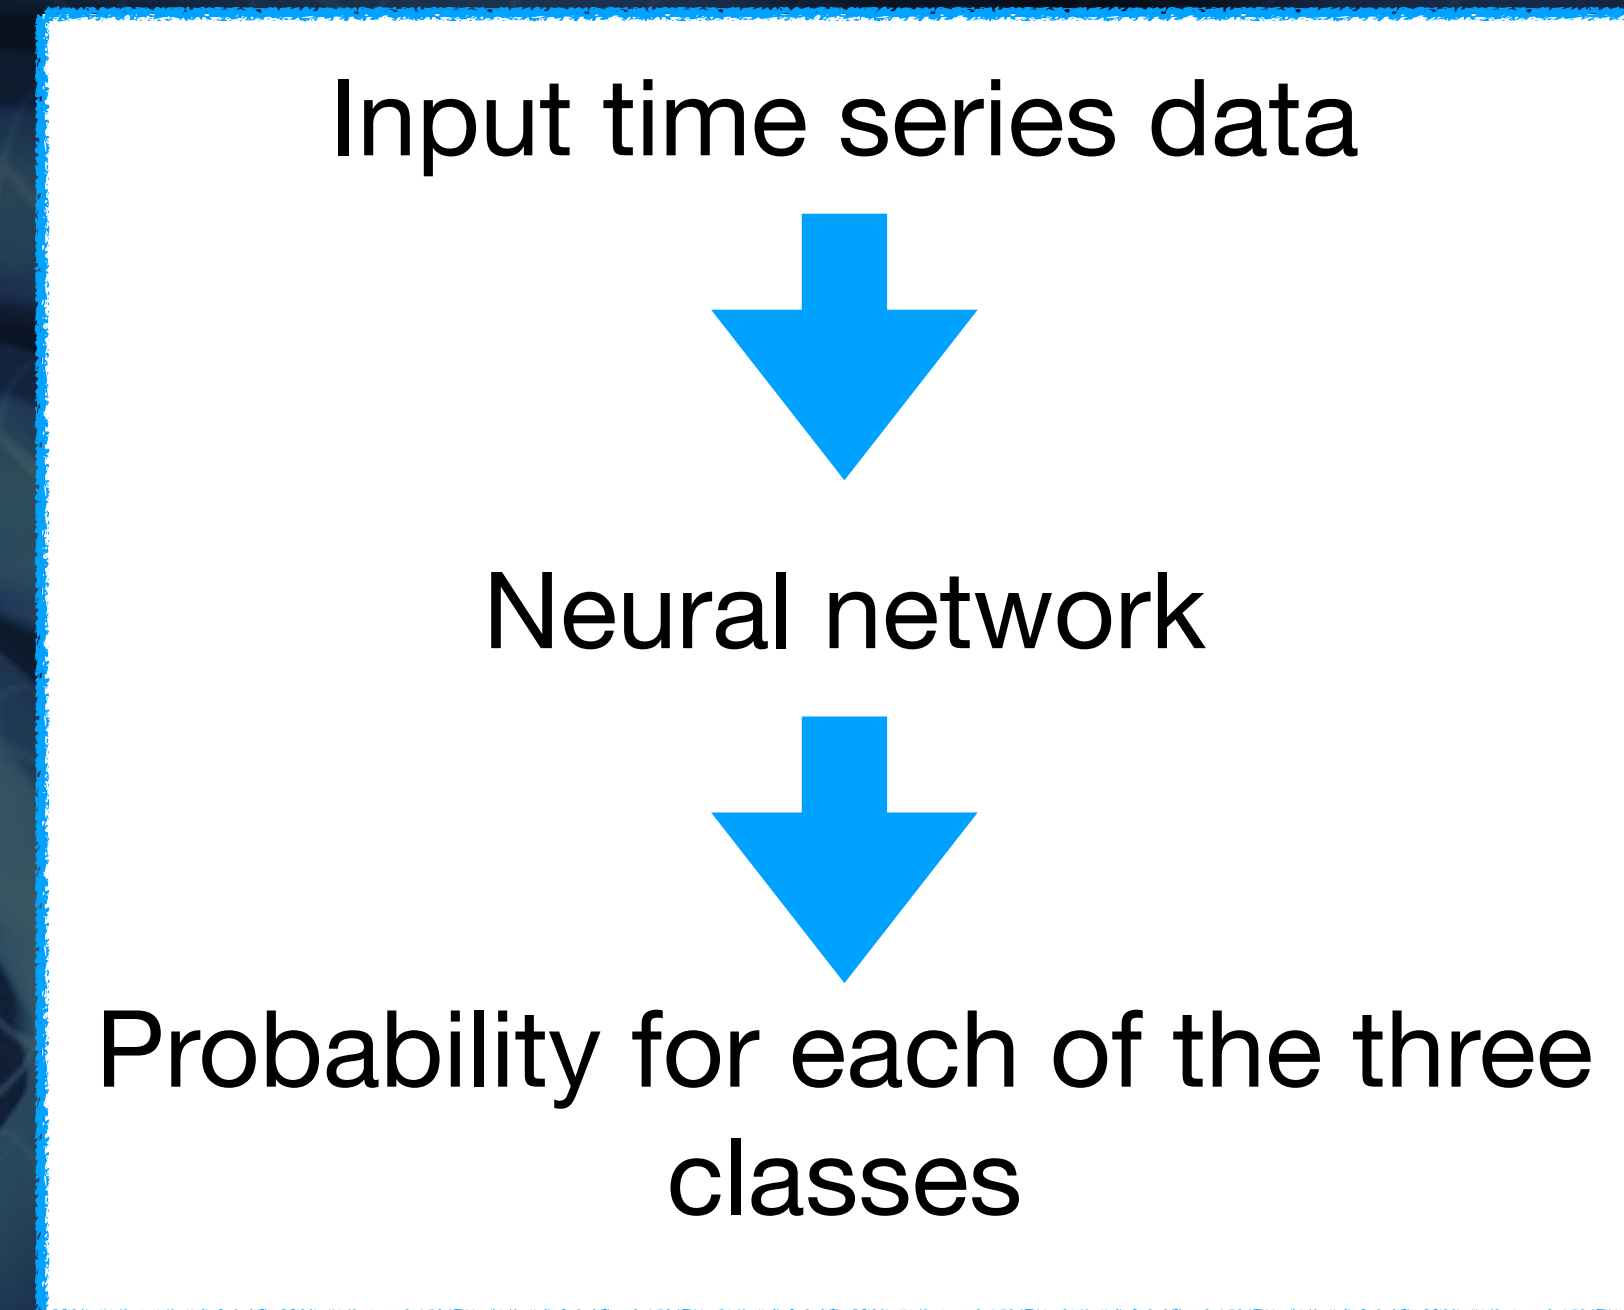 Input time series data
Neural network
Probability for each of the three
classes